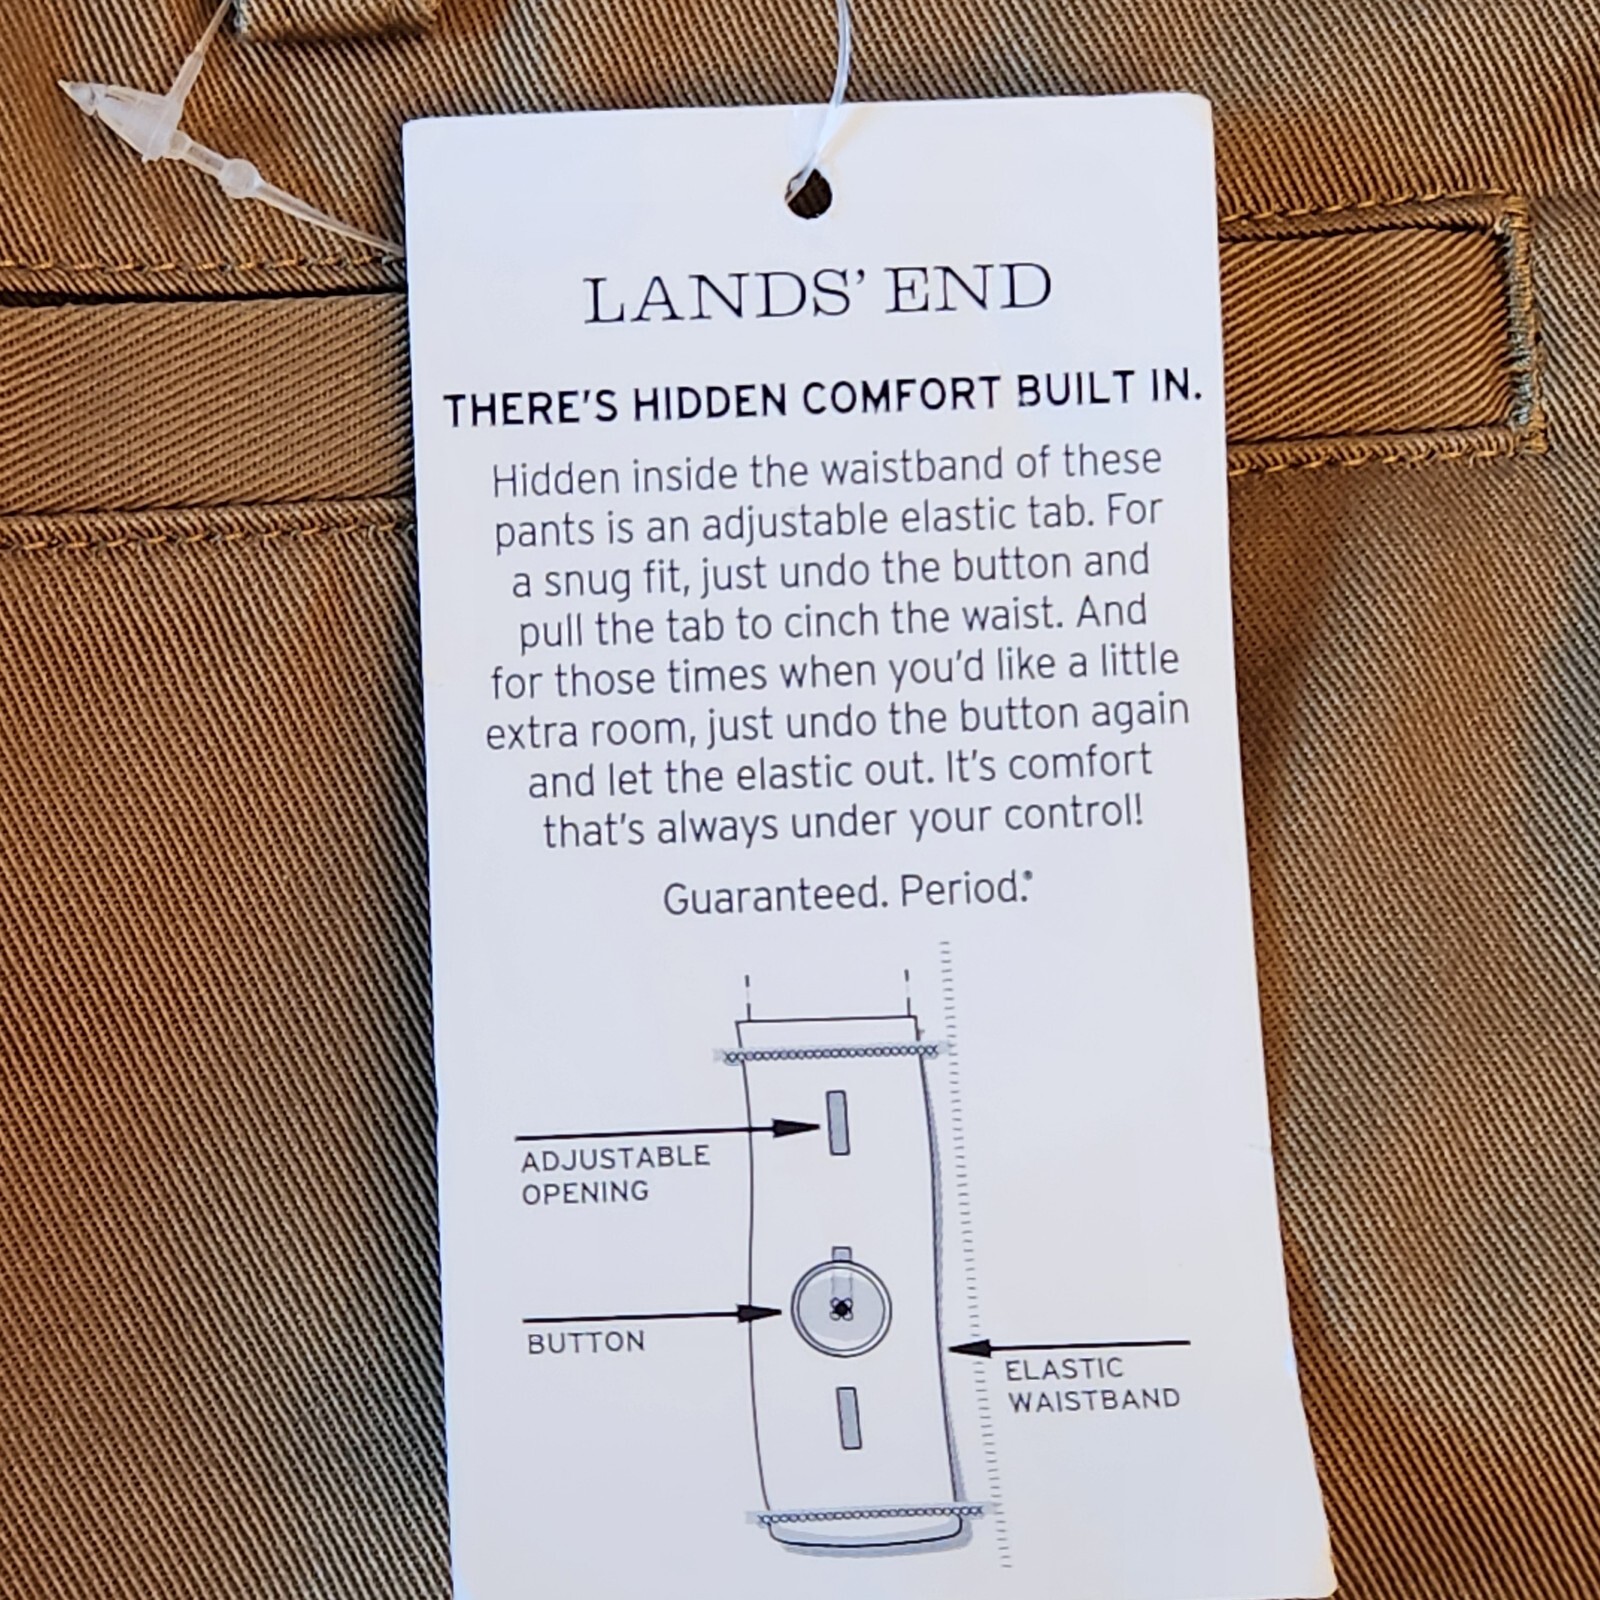 LANDS' END
THERE'S HIDDEN COMFORT BUILT IN.
Hidden inside the waistband of these
pants is an adjustable elastic tab. For
a snug fit, just undo the button and
pull the tab to cinch the waist. And
for those times when you'd like a little
extra room, just undo the button again
and let the elastic out. It's comfort
that's always under your control!
Guaranteed. Period.®
ADJUSTABLE
OPENING
BUTTON
ELASTIC
WAISTBAND